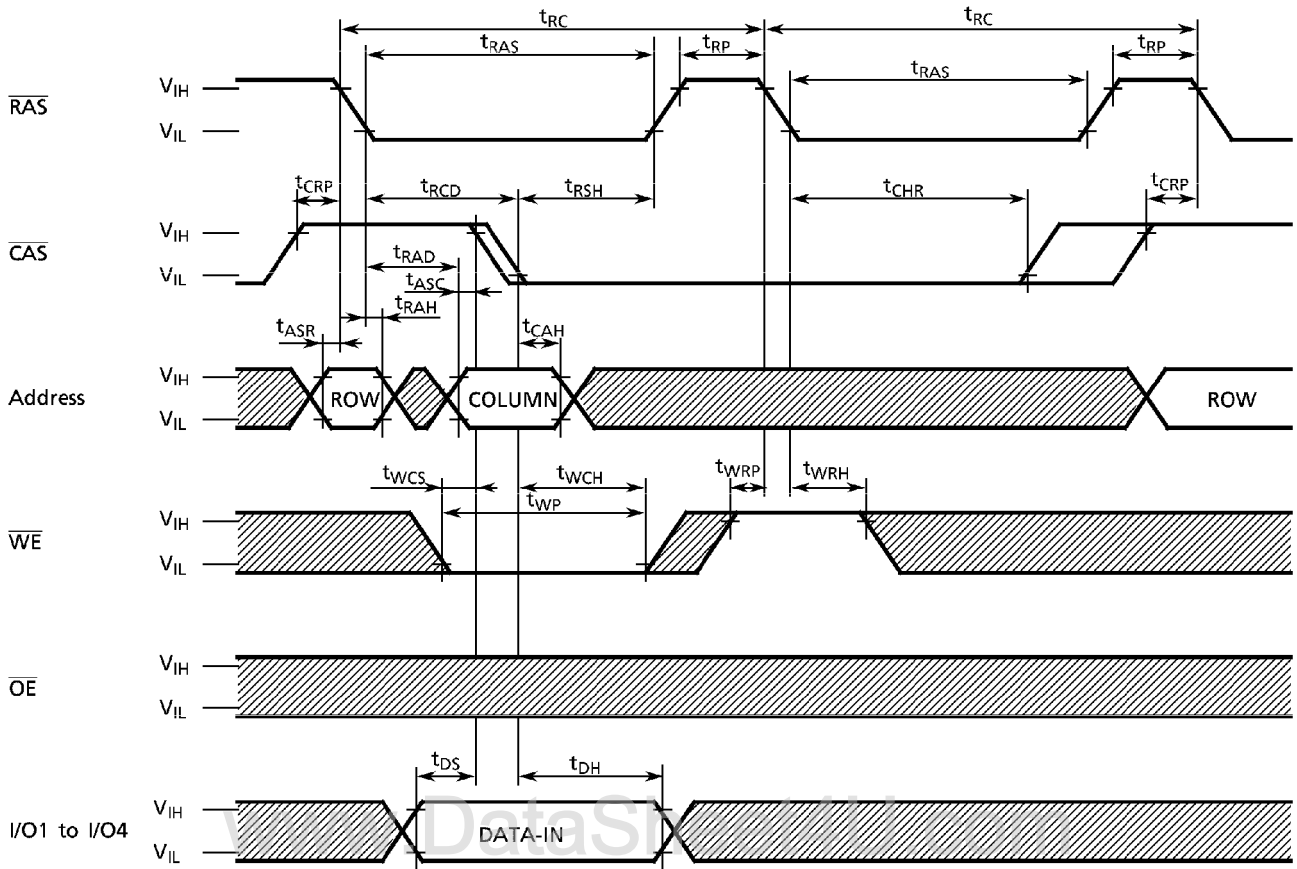 tRC tRC
tRAS tRP tRAS tRP
RAS VIH
VIL
tCRP tRCD tRSH tCHR tCRP
CAS VIH
VIL
tRAD
tASC
tRAH
tASR tCAH
Address VIH
VIL
ROW COLUMN ROW
tWCS tWCH tWRP tWRH
tWP
WE VIH
VIL
OE VIH
VIL
tDS tDH
I/O1 to I/O4 VIH
VIL
DATA-IN
www.DataSheet4U.com